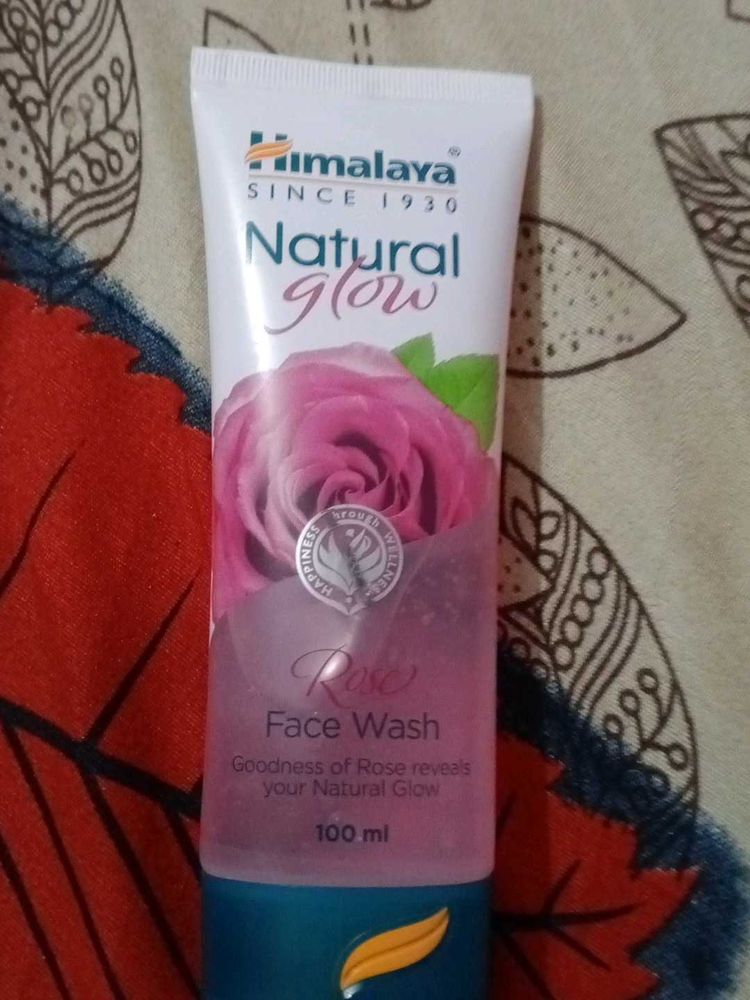 Himalaya®
SINCE 1930
Natural
glow
HAPPINESS through WELLNESS
Rose
Face Wash
Goodness of Rose reveals
your Natural Glow
100 ml